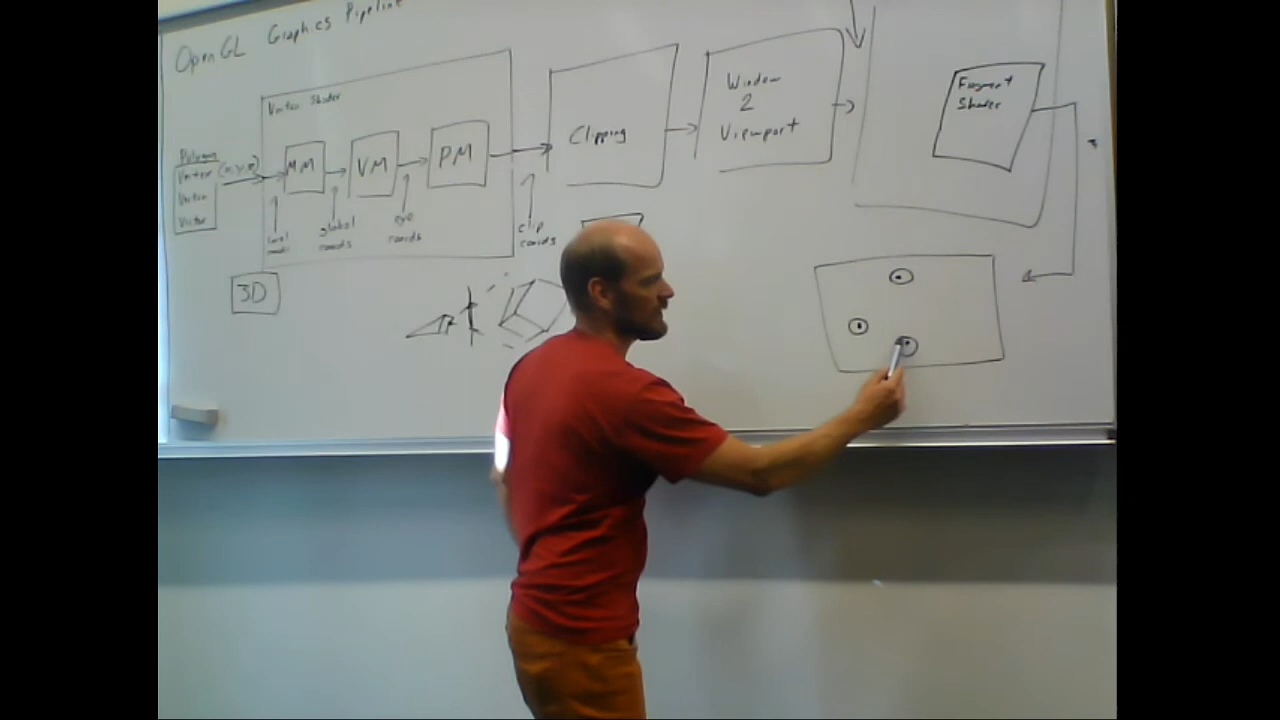 OpenGL Graphics Pipeline
Vertex Shader
Polygon
Vertex (x,y,z)
Vertex
Vertex
MM
VM
PM
local
coords
global
coords
eye
coords
clip
coords
Clipping
Window
2
Viewport
Fragment
Shader
3D